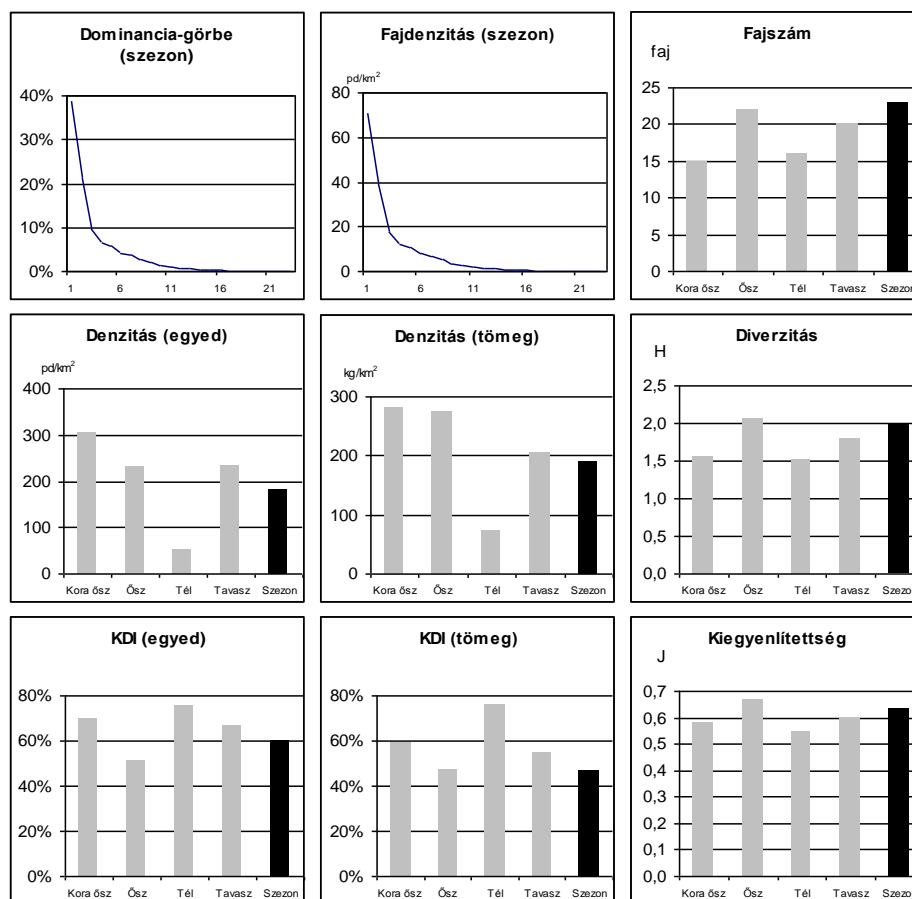 Dominancia-görbe
(szezon)
40%
30%
20%
10%
0%
1 6 11 16 21
Fajdenzitás (szezon)
pd/km²
80
60
40
20
0
1 6 11 16 21
Fajszám
faj
25
20
15
10
5
0
Kora ősz Ősz Tél Tavasz Szezon
Denzitás (egyed)
pd/km²
400
300
200
100
0
Kora ősz Ősz Tél Tavasz Szezon
Denzitás (tömeg)
kg/km²
300
200
100
0
Kora ősz Ősz Tél Tavasz Szezon
Diverzitás
H
2,5
2,0
1,5
1,0
0,5
0,0
Kora ősz Ősz Tél Tavasz Szezon
KDI (egyed)
80%
60%
40%
20%
0%
Kora ősz Ősz Tél Tavasz Szezon
KDI (tömeg)
80%
60%
40%
20%
0%
Kora ősz Ősz Tél Tavasz Szezon
Kiegyenlítettség
J
0,7
0,6
0,5
0,4
0,3
0,2
0,1
0,0
Kora ősz Ősz Tél Tavasz Szezon